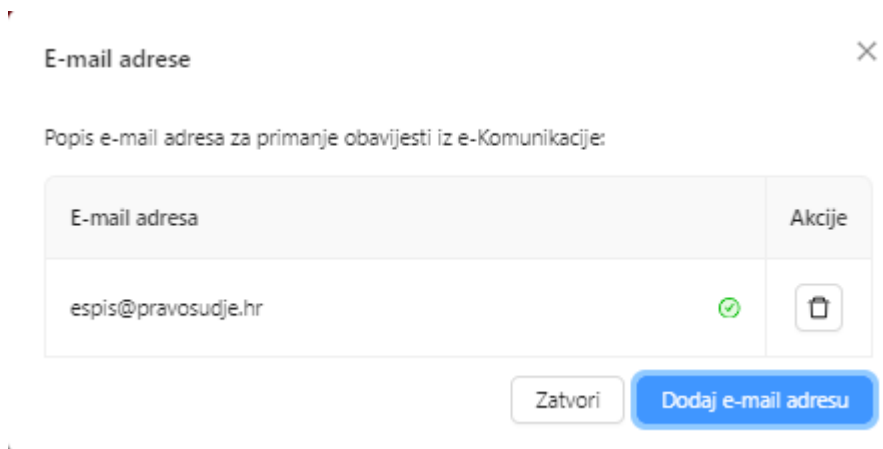 E-mail adrese
Popis e-mail adresa za primanje obavijesti iz e-Komunikacije:
E-mail adresa Akcije
espis@pravosudje.hr
Zatvori Dodaj e-mail adresu